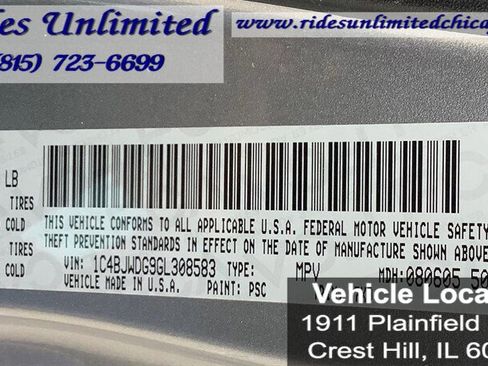 es Unlimited
(815) 723-6699
www.ridesunlimitedchica
LB
TIRES
COLD
TIRES
COLD
THIS VEHICLE CONFORMS TO ALL APPLICABLE U.S.A. FEDERAL MOTOR VEHICLE SAFETY
THEFT PREVENTION STANDARDS IN EFFECT ON THE DATE OF MANUFACTURE SHOWN ABOVE
VIN: 1C4BJWDG9GL308583 TYPE: MPV MDH: 080605 50
MADE IN U.S.A. PAINT: PSC
Vehicle Loca
1911 Plainfield
Crest Hill, IL 60